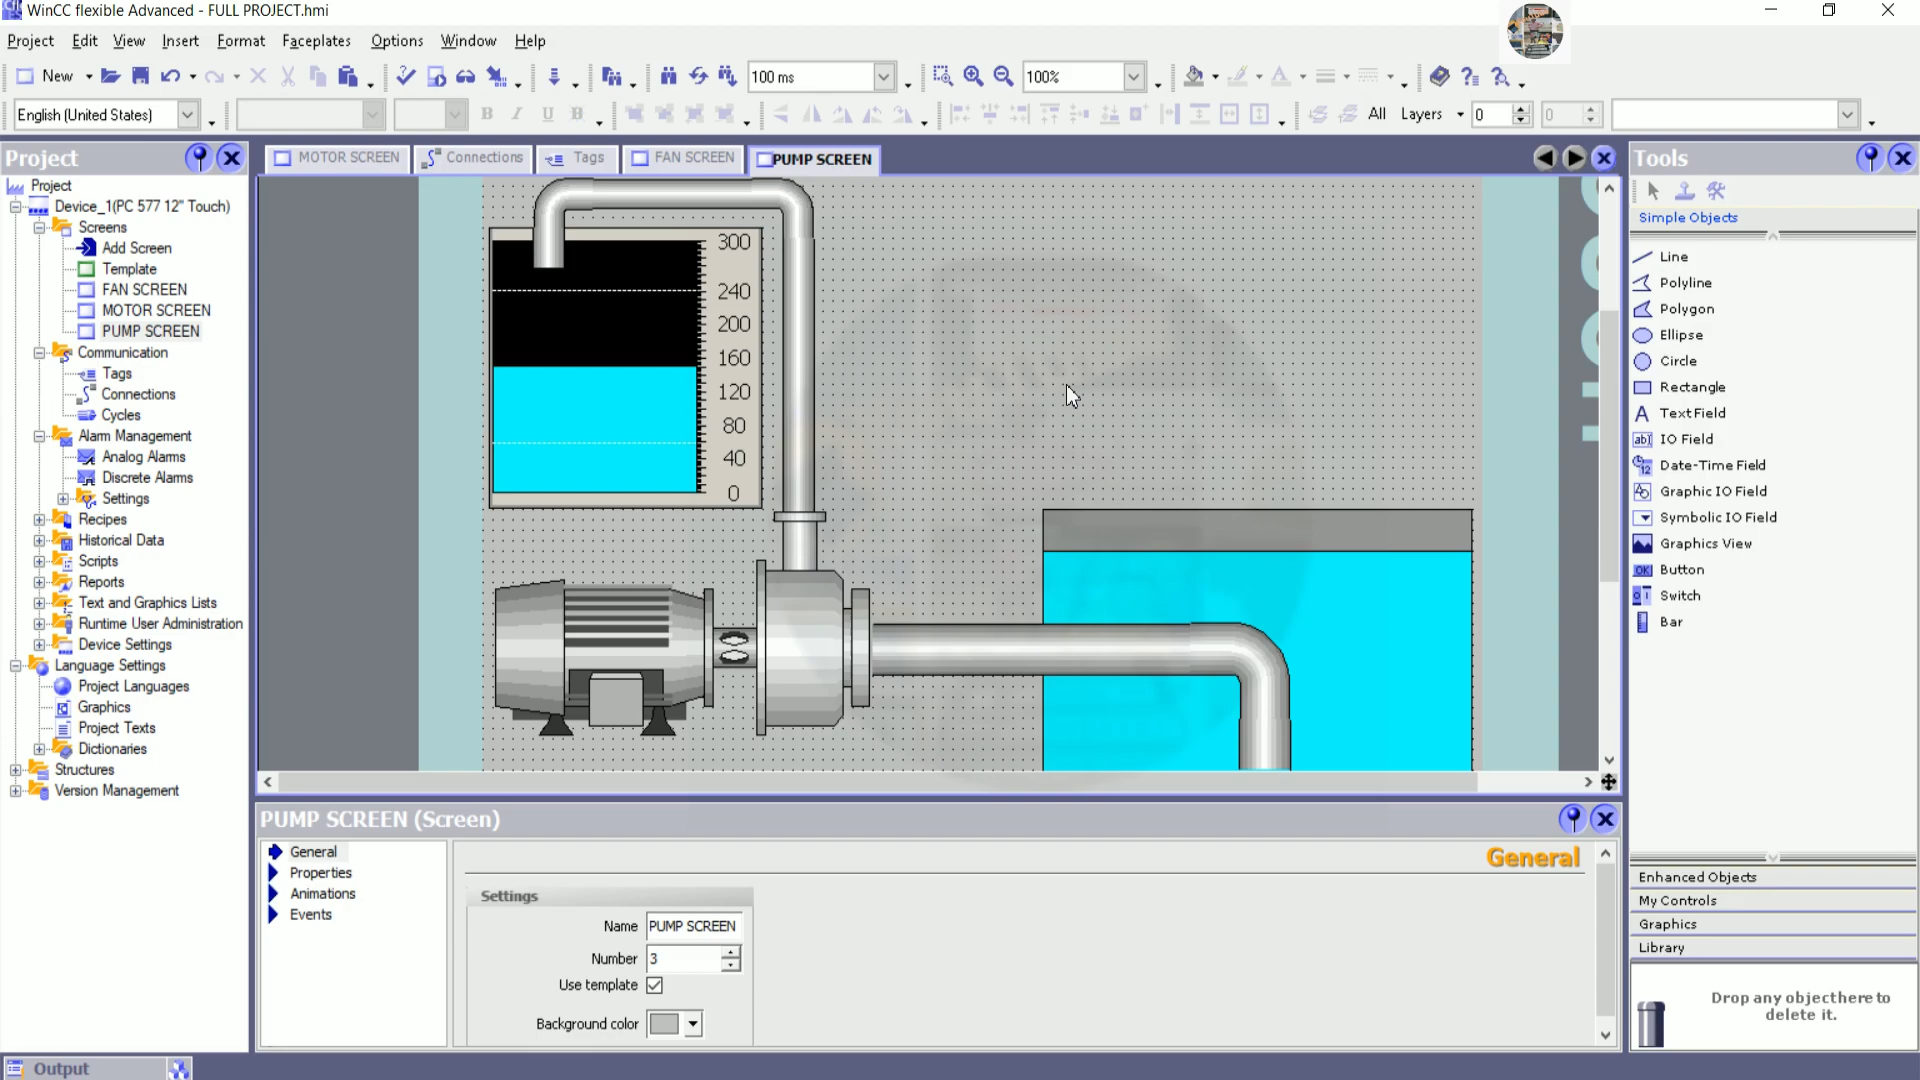 WinCC flexible Advanced - FULL PROJECT.hmi
Project Edit View Insert Format Faceplates Options Window Help
New 100 ms 100%
English (United States) B I U B All Layers 0 0
Project
MOTOR SCREEN Connections Tags FAN SCREEN PUMP SCREEN
Tools
Project
Device_1(PC 577 12" Touch)
Screens
Add Screen
Template
FAN SCREEN
MOTOR SCREEN
PUMP SCREEN
Communication
Tags
Connections
Cycles
Alarm Management
Analog Alarms
Discrete Alarms
Settings
Recipes
Historical Data
Scripts
Reports
Text and Graphics Lists
Runtime User Administration
Device Settings
Language Settings
Project Languages
Graphics
Project Texts
Dictionaries
Structures
Version Management
300
240
200
160
120
80
40
0
Simple Objects
Line
Polyline
Polygon
Ellipse
Circle
Rectangle
TextField
IO Field
Date-Time Field
Graphic IO Field
Symbolic IO Field
Graphics View
Button
Switch
Bar
Enhanced Objects
My Controls
Graphics
Library
Drop any objecthere to
delete it.
PUMP SCREEN (Screen)
General
Properties
Animations
Events
General
Settings
Name PUMP SCREEN
Number 3
Use template
Background color
Output